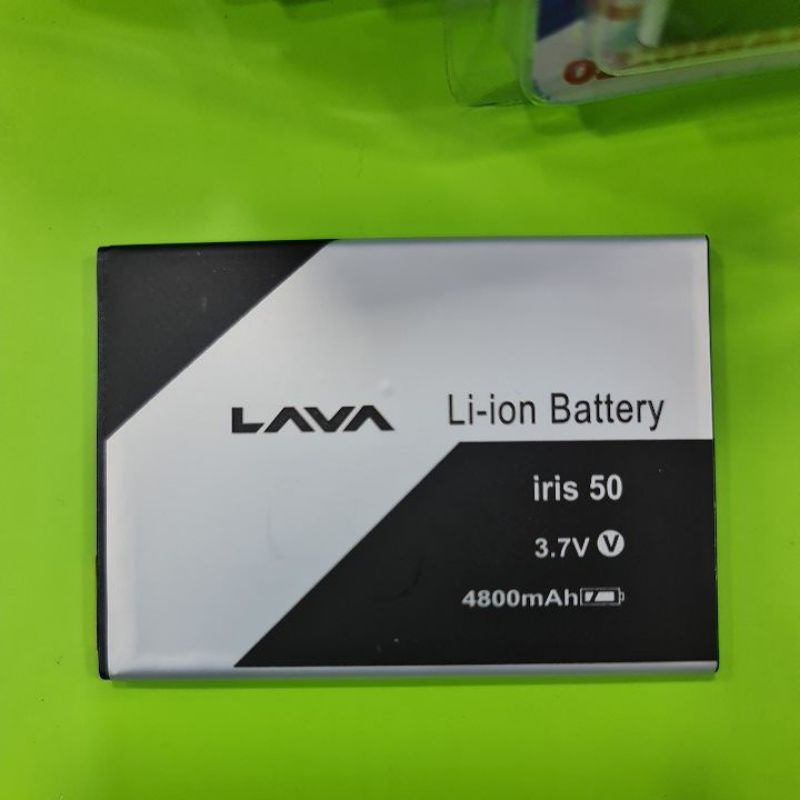 LAVA
Li-ion Battery
iris 50
3.7V V
4800mAh